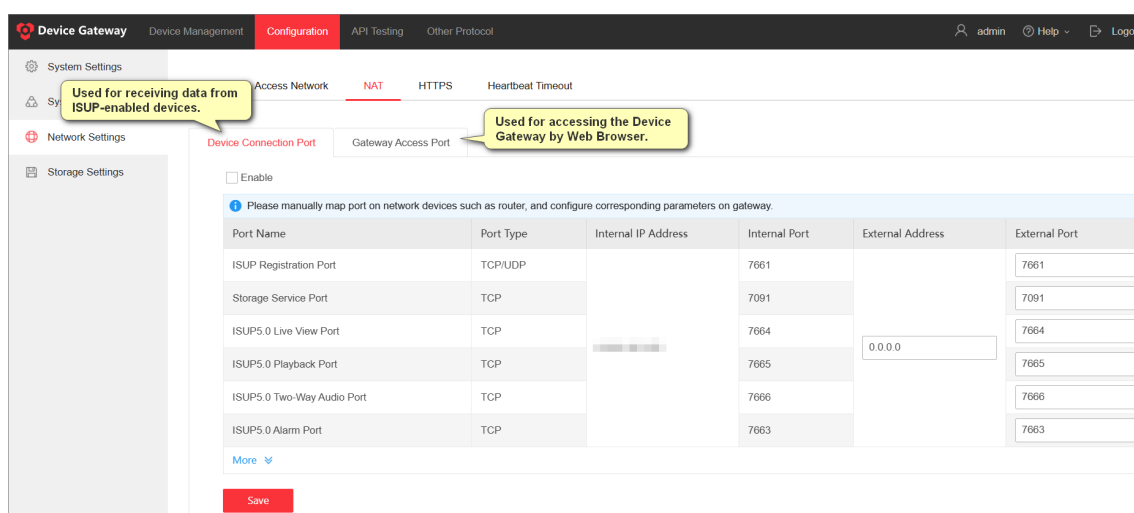 Device Gateway Device Management Configuration API Testing Other Protocol admin Help Logo
System Settings
Sy
Used for receiving data from
ISUP-enabled devices.
Access Network NAT HTTPS Heartbeat Timeout
Used for accessing the Device
Gateway by Web Browser.
Network Settings
Storage Settings
Device Connection Port Gateway Access Port
Enable
Please manually map port on network devices such as router, and configure corresponding parameters on gateway.
Port Name Port Type Internal IP Address Internal Port External Address External Port
ISUP Registration Port TCP/UDP 7661 7661
Storage Service Port TCP 7091 7091
ISUP5.0 Live View Port TCP 7664 7664
0.0.0.0
ISUP5.0 Playback Port TCP 7665 7665
ISUP5.0 Two-Way Audio Port TCP 7666 7666
ISUP5.0 Alarm Port TCP 7663 7663
More
Save